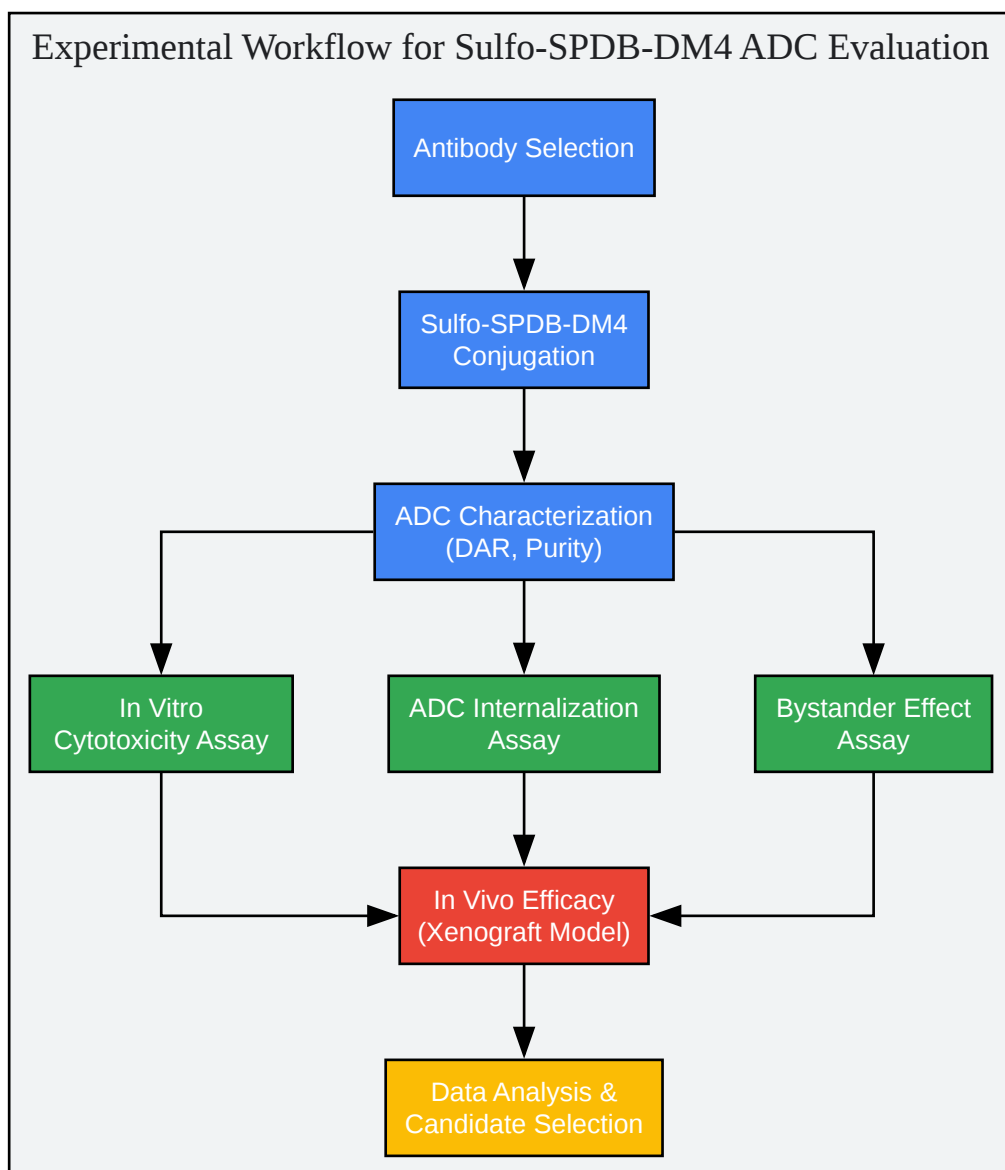 Experimental Workflow for Sulfo-SPDB-DM4 ADC Evaluation
Antibody Selection
Sulfo-SPDB-DM4
Conjugation
ADC Characterization
(DAR, Purity)
In Vitro
Cytotoxicity Assay
ADC Internalization
Assay
Bystander Effect
Assay
In Vivo Efficacy
(Xenograft Model)
Data Analysis &
Candidate Selection